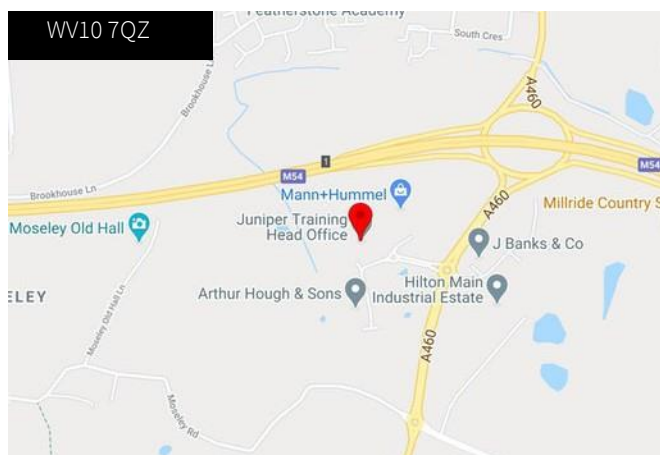 WV10 7QZ
Featherstone Academy
South Cres
A460
Brookhouse Ln
1
M54
M54
Brookhouse Ln
Mann+Hummel
A460
Millride Country S
Moseley Old Hall
Juniper Training
Head Office
J Banks & Co
ELEY
Arthur Hough & Sons
Hilton Main
Industrial Estate
Moseley Old Hall Ln
A460
Moseley Rd